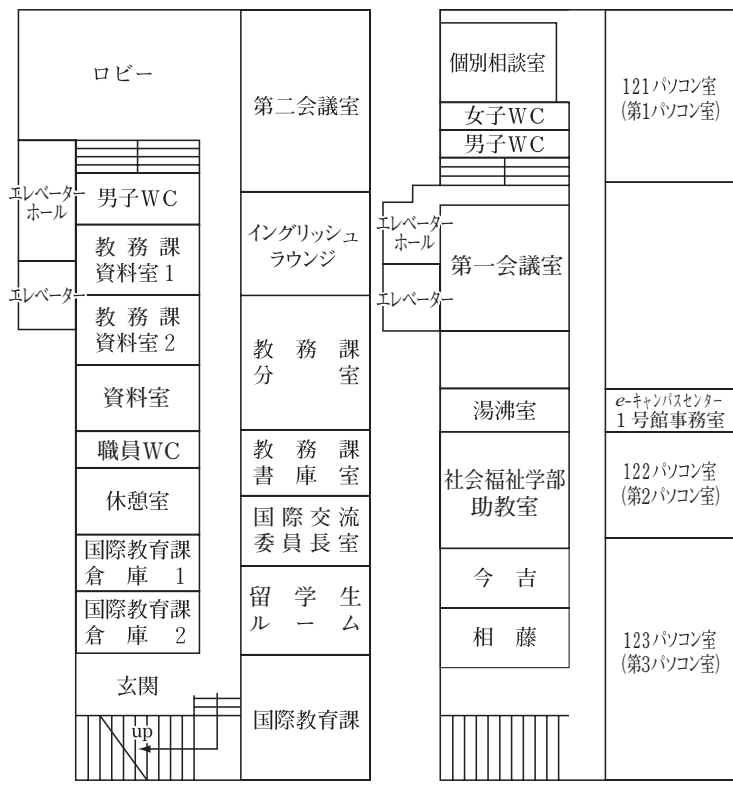 ロビー
エレベーター
ホール
男子WC
教務課
資料室1
エレベーター
教務課
資料室2
資料室
職員WC
休憩室
国際教育課
倉庫1
国際教育課
倉庫2
玄関
up
第二会議室
イングリッシュ
ラウンジ
教務課
分室
教務課
書庫室
国際交流
委員長室
留学生
ルーム
国際教育課
個別相談室
女子WC
男子WC
エレベーター
ホール
第一会議室
エレベーター
湯沸室
社会福祉学部
助教室
今吉
相藤
121パソコン室
(第1パソコン室)
e-キャンパスセンター
1号館事務室
122パソコン室
(第2パソコン室)
123パソコン室
(第3パソコン室)